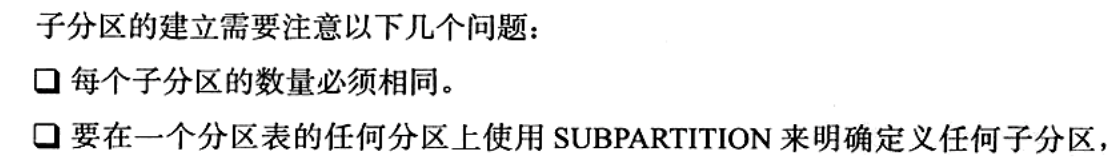 子分区的建立需要注意以下几个问题：
❏ 每个子分区的数量必须相同。
❏ 要在一个分区表的任何分区上使用 SUBPARTITION 来明确定义任何子分区，